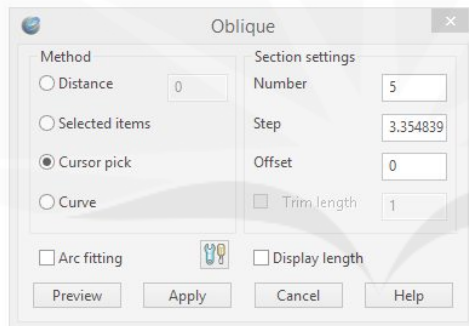 Oblique
Method
Distance 0
Selected items
Cursor pick
Curve
Section settings
Number 5
Step 3.354839
Offset 0
Trim length 1
Arc fitting
Display length
Preview Apply Cancel Help